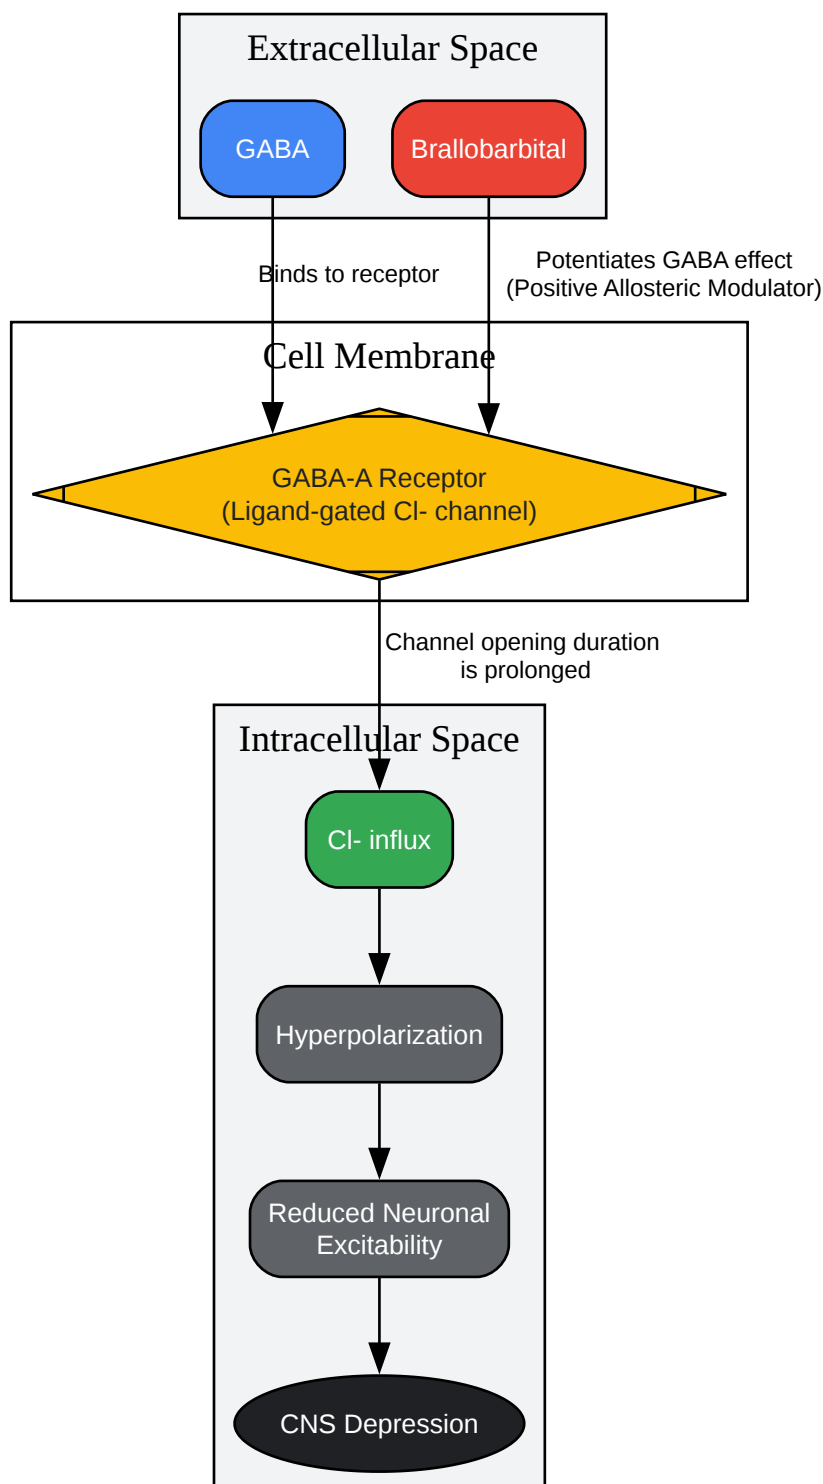 Extracellular Space
GABA
Brallobarbital
Binds to receptor
Potentiates GABA effect
(Positive Allosteric Modulator)
Cell Membrane
GABA-A Receptor
(Ligand-gated Cl- channel)
Channel opening duration
is prolonged
Intracellular Space
Cl- influx
Hyperpolarization
Reduced Neuronal
Excitability
CNS Depression